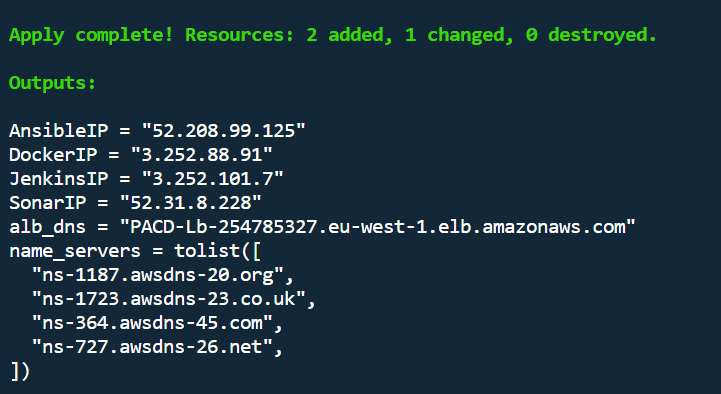 Apply complete! Resources: 2 added, 1 changed, 0 destroyed.
Outputs:
AnsibleIP = "52.208.99.125"
DockerIP = "3.252.88.91"
JenkinsIP = "3.252.101.7"
SonarIP = "52.31.8.228"
alb_dns = "PACD-Lb-254785327.eu-west-1.elb.amazonaws.com"
name_servers = tolist([
  "ns-1187.awsdns-20.org",
  "ns-1723.awsdns-23.co.uk",
  "ns-364.awsdns-45.com",
  "ns-727.awsdns-26.net",
])